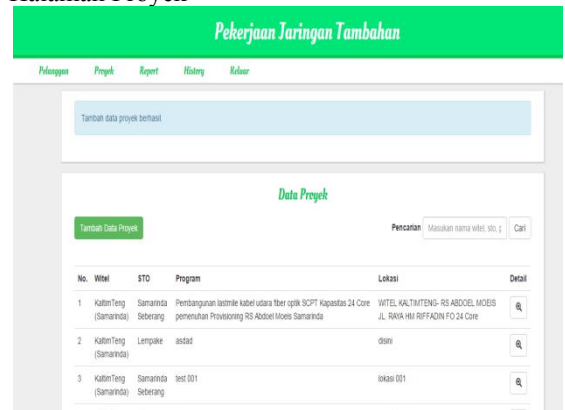 Halaman Proyek
Pekerjaan Jaringan Tambahan
Pelanggan Proyek Report History Keluar
Tambah data proyek berhasil.
Data Proyek
Tambah Data Proyek Pencarian Masukan nama witel, sto, p Cari
No. Witel STO Program Lokasi Detail
1 KaltimTeng Samarinda Pembangunan lastmile kabel udara fiber optik SCPT Kapasitas 24 Core WITEL KALTIMTENG- RS ABDOEL MOEIS
(Samarinda) Seberang pemenuhan Provisioning RS Abdoel Moeis Samarinda JL. RAYA HM RIFFADIN FO 24 Core
2 KaltimTeng Lempake asdad disini
(Samarinda)
3 KaltimTeng Samarinda test 001 lokasi 001
(Samarinda) Seberang